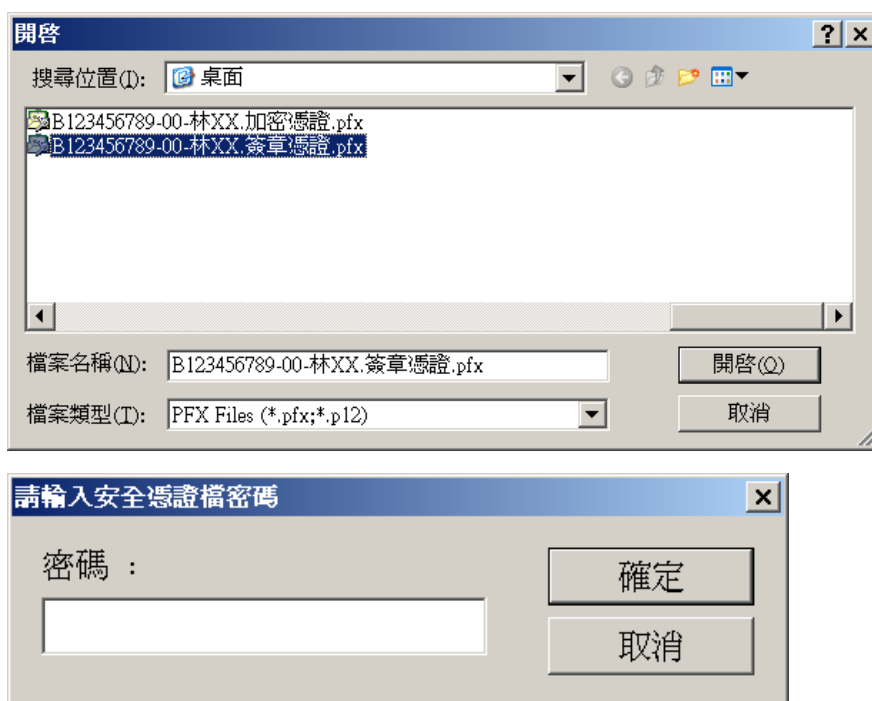 開啓
搜尋位置(I): 桌面
B123456789-00-林XX.加密憑證.pfx
B123456789-00-林XX.簽章憑證.pfx
檔案名稱(N): B123456789-00-林XX.簽章憑證.pfx 開啓(O)
檔案類型(T): PFX Files (*.pfx;*.p12) 取消
請輸入安全憑證檔密碼
密碼 : 確定
取消